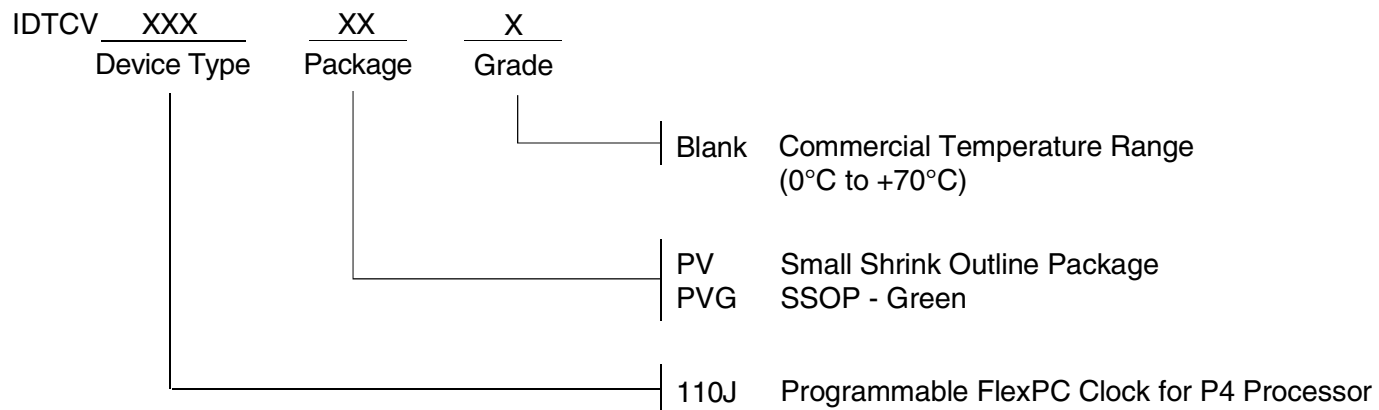 IDTCV XXX XX X
Device Type Package Grade
Blank Commercial Temperature Range
(0°C to +70°C)
PV Small Shrink Outline Package
PVG SSOP - Green
110J Programmable FlexPC Clock for P4 Processor